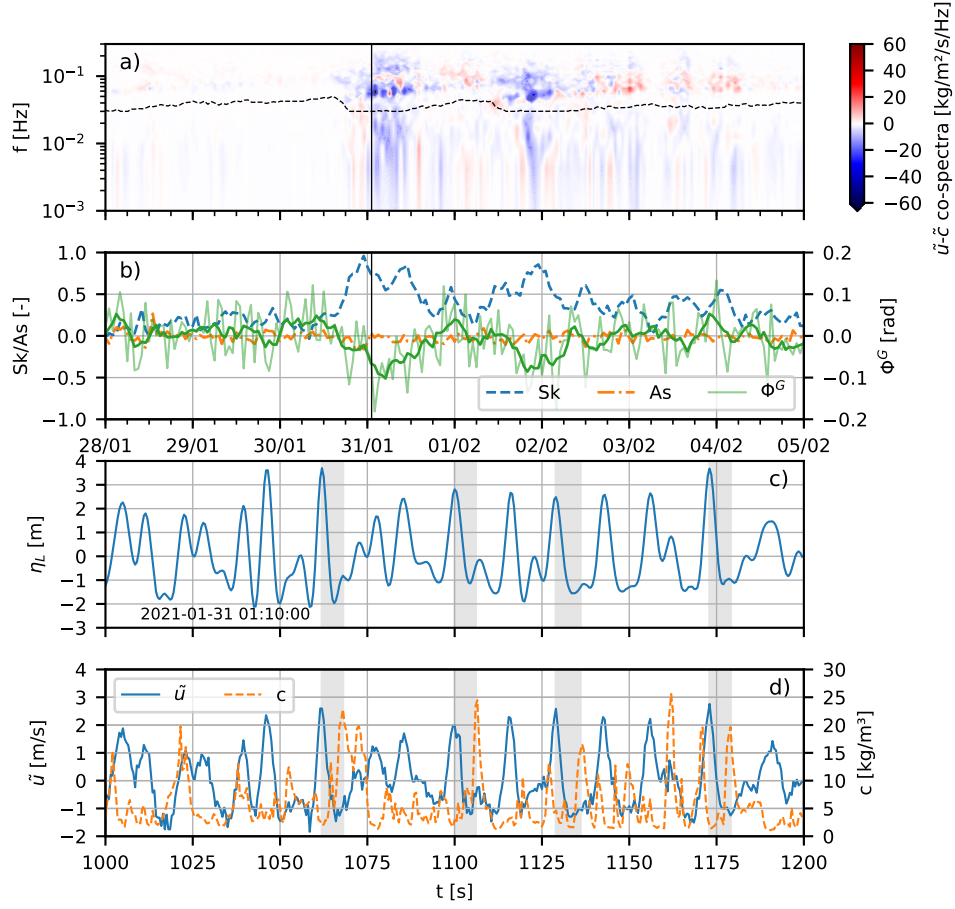 a)
f [Hz]
10⁻¹
10⁻²
10⁻³
60
40
20
0
−20
−40
−60
ũ-c̃ co-spectra [kg/m²/s/Hz]
b)
Sk/As [-]
1.0
0.5
0.0
−0.5
−1.0
0.2
0.1
0.0
−0.1
−0.2
Φᴳ [rad]
Sk As Φᴳ
28/01 29/01 30/01 31/01 01/02 02/02 03/02 04/02 05/02
c)
η_L [m]
4
3
2
1
0
−1
−2
−3
2021-01-31 01:10:00
d)
ũ c
ũ [m/s]
4
3
2
1
0
−1
−2
30
25
20
15
10
5
0
c [kg/m³]
1000 1025 1050 1075 1100 1125 1150 1175 1200
t [s]